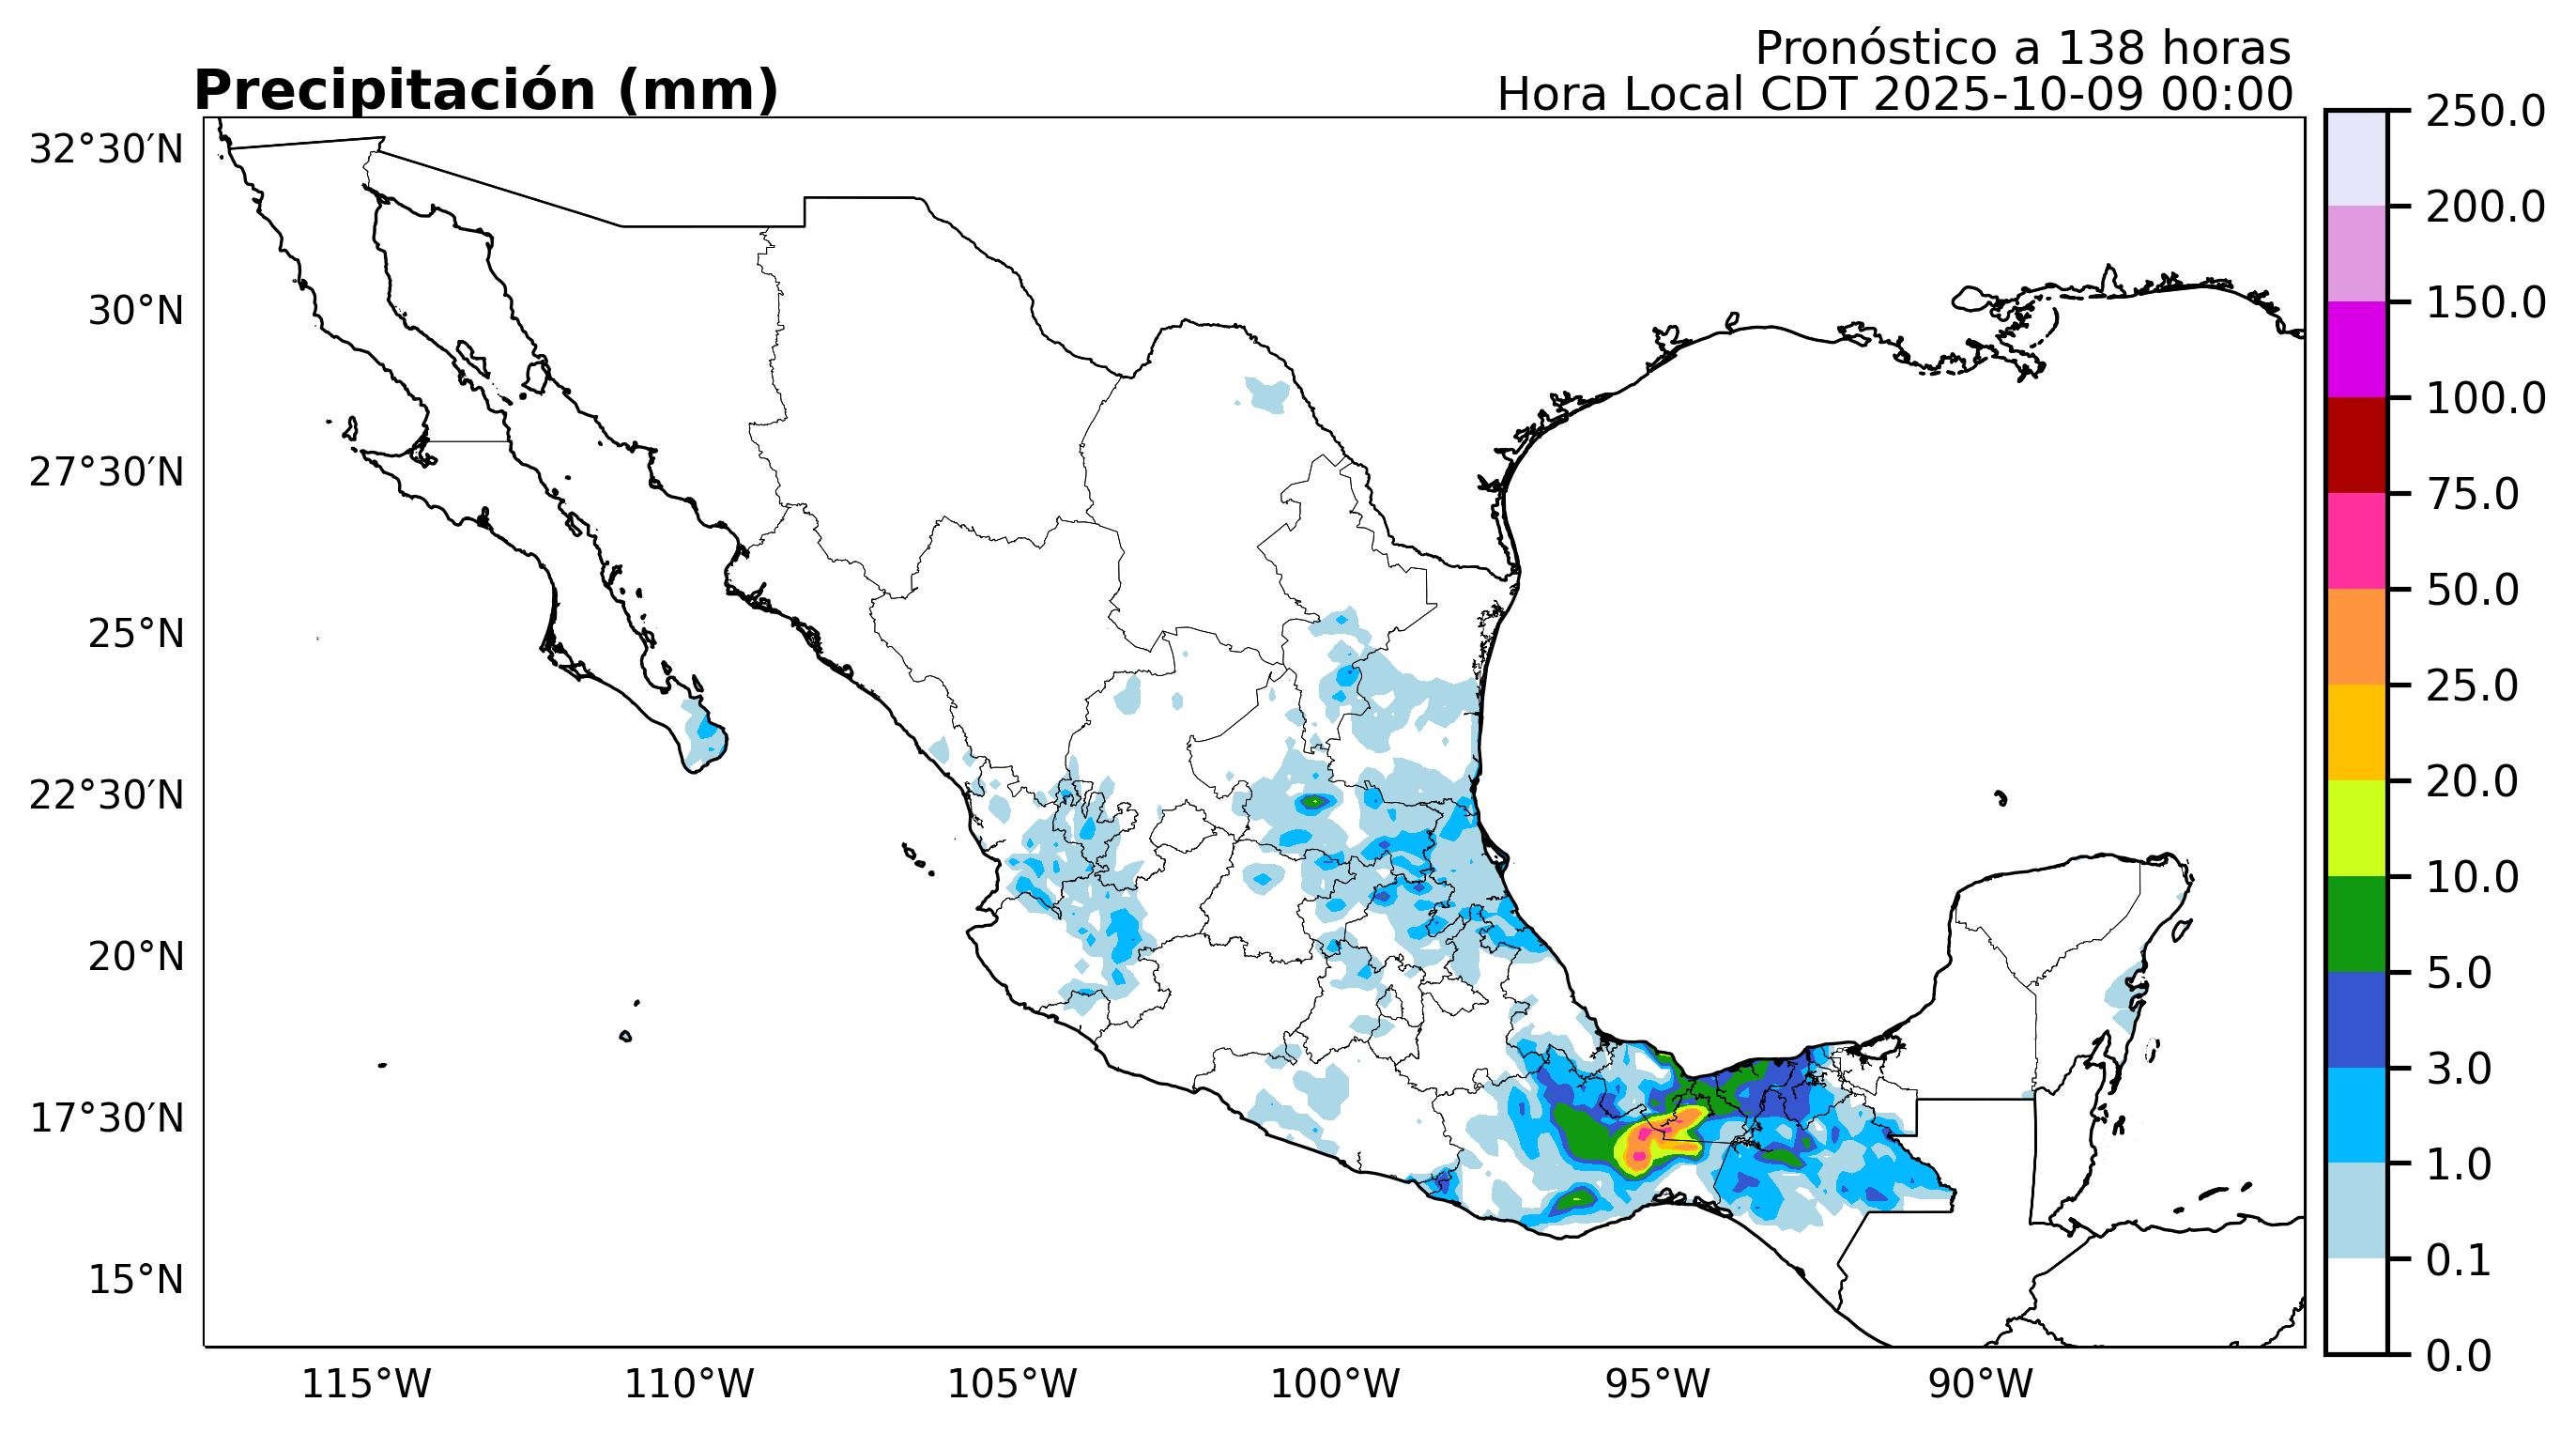 Pronóstico a 138 horas
Precipitación (mm)
Hora Local CDT 2025-10-09 00:00
32°30′N
30°N
27°30′N
25°N
22°30′N
20°N
17°30′N
15°N
115°W
110°W
105°W
100°W
95°W
90°W
250.0
200.0
150.0
100.0
75.0
50.0
25.0
20.0
10.0
5.0
3.0
1.0
0.1
0.0